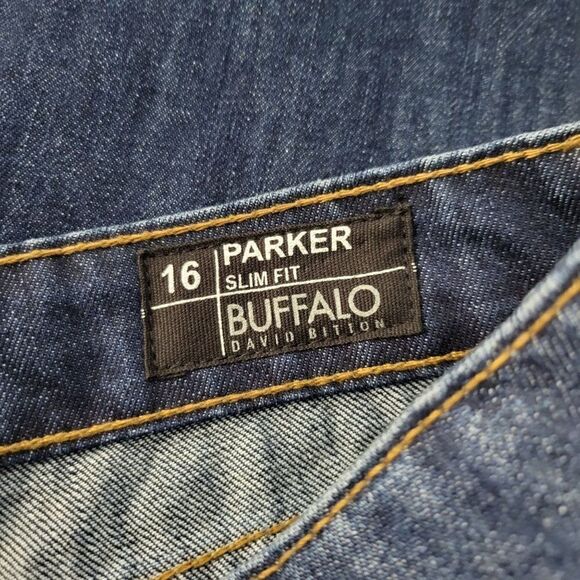 16 PARKER
SLIM FIT
BUFFALO
DAVID BITTON